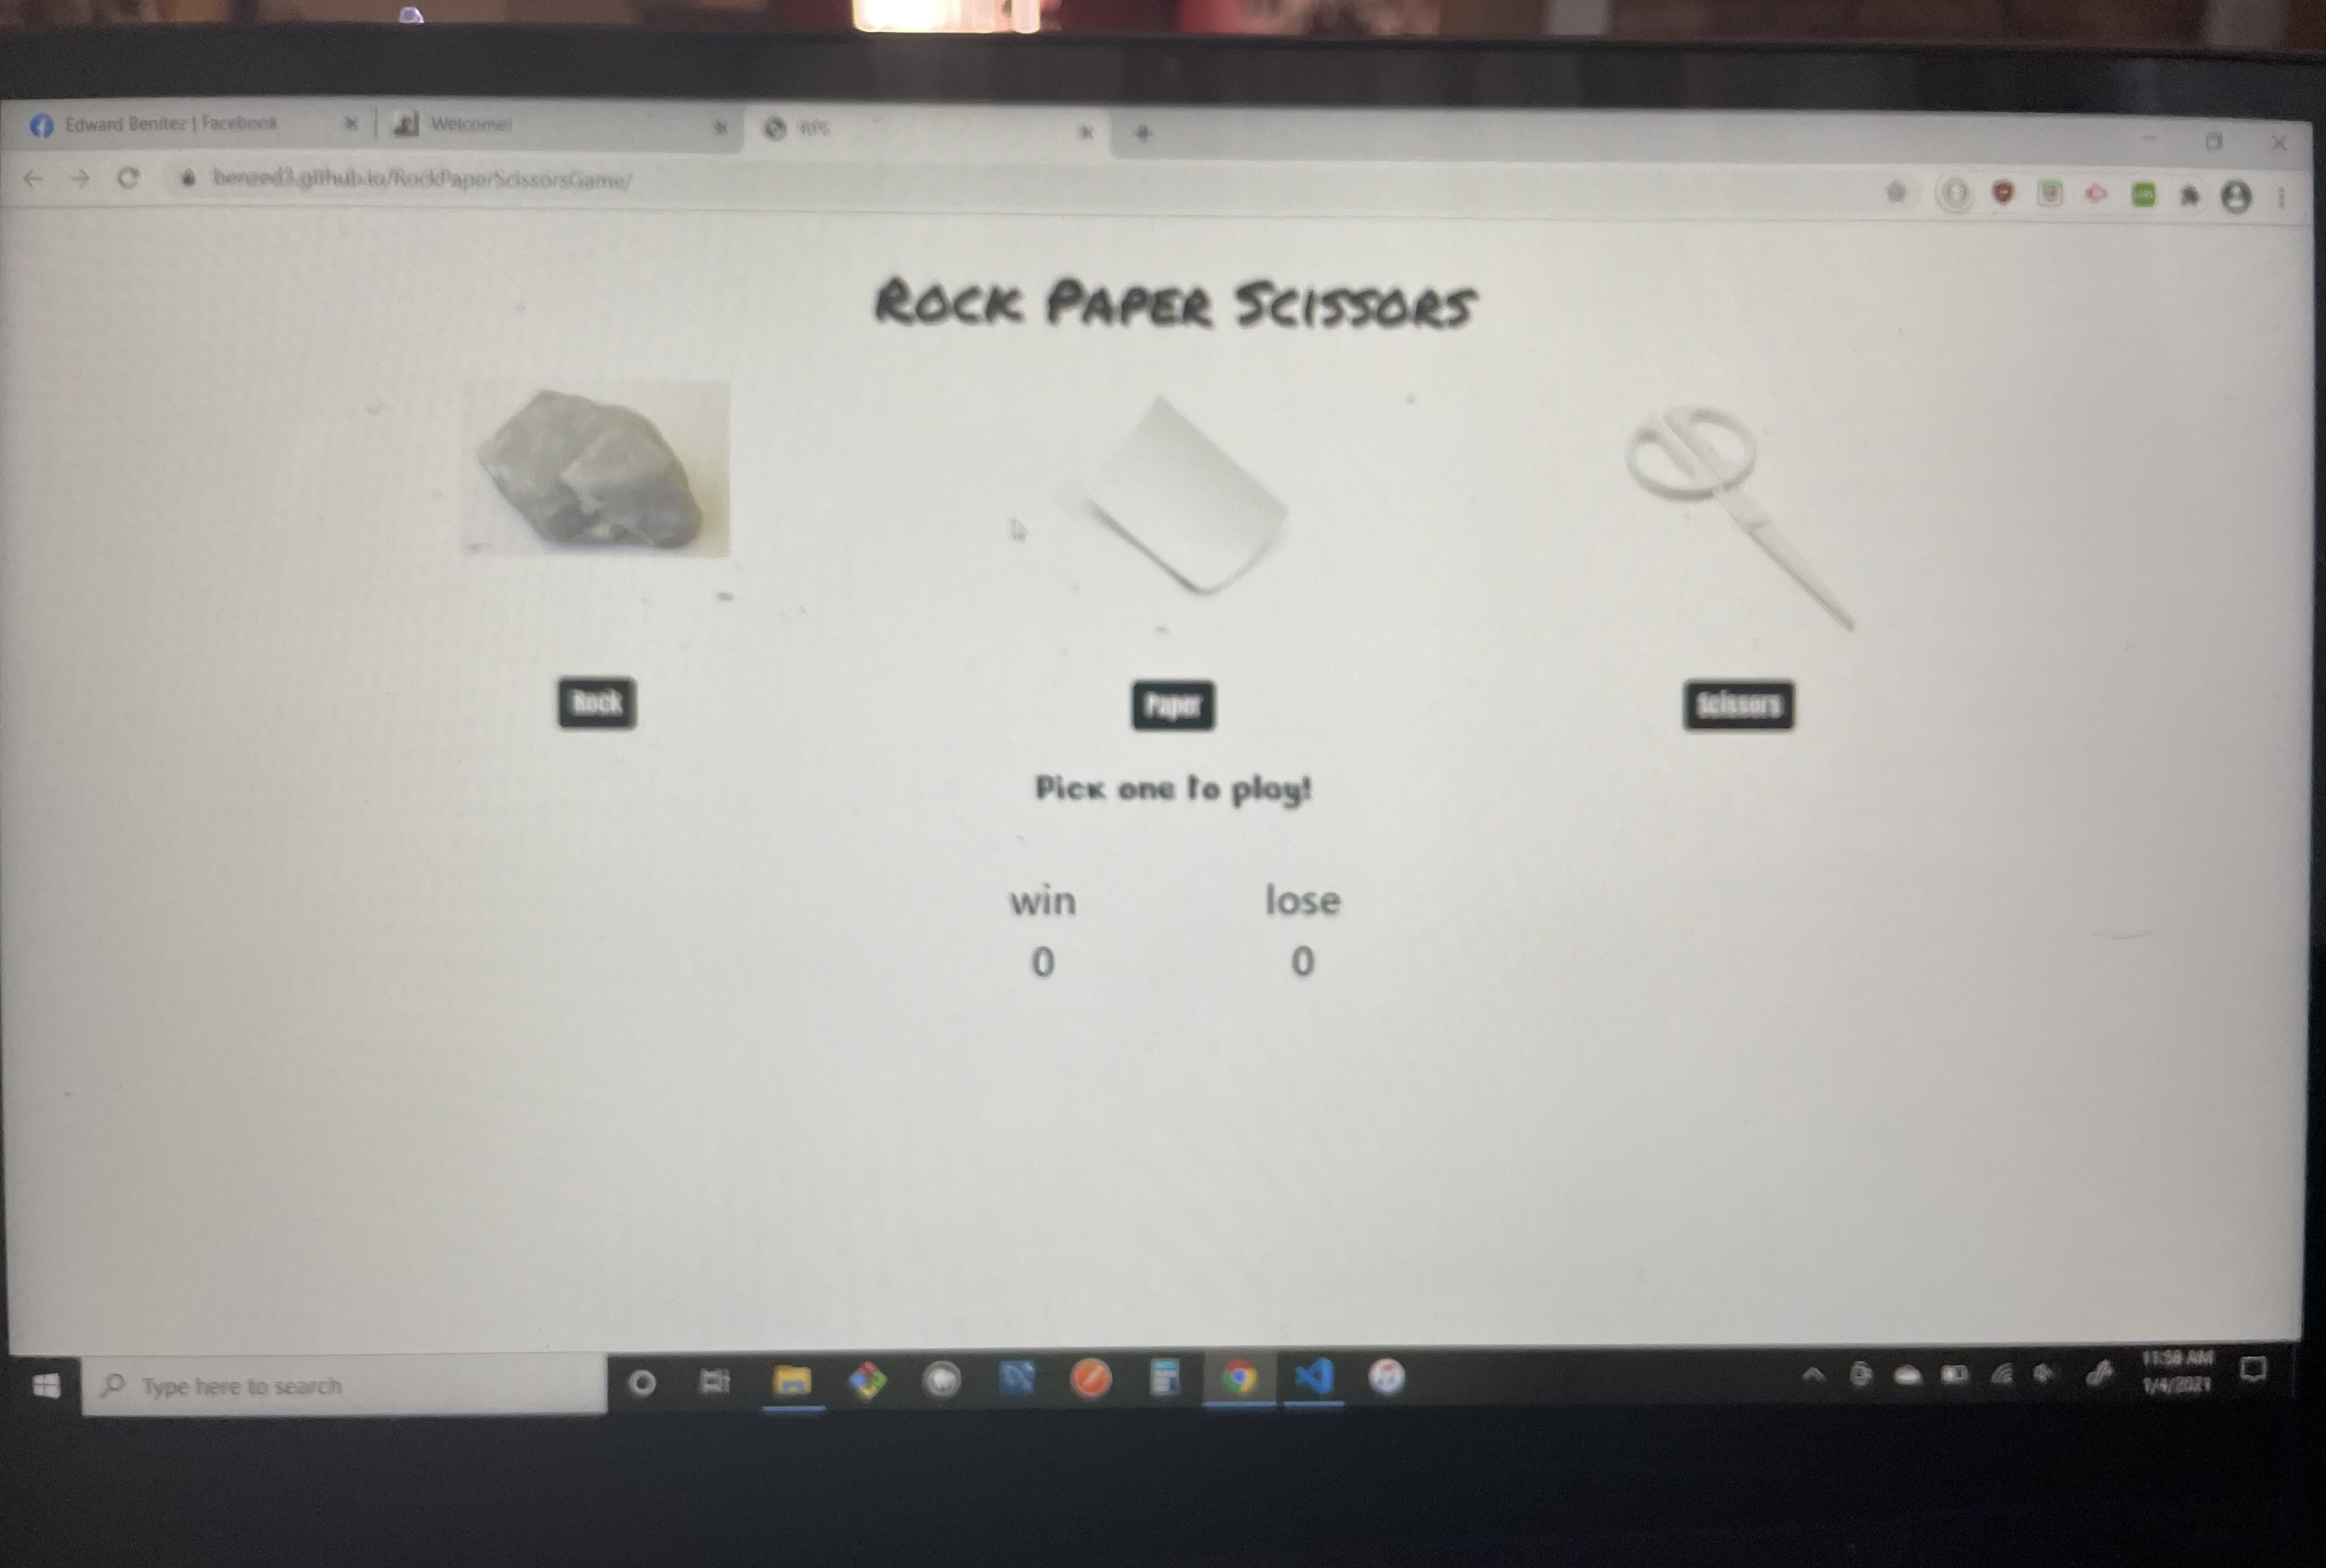 Edward Benitez | Facebook
Welcome!
RPS
benzed3.github.io/RockPaperScissorsGame/
Rock Paper Scissors
Rock
Paper
Scissors
Pick one to play!
win
lose
0
0
Type here to search
11:58 AM
1/4/2021